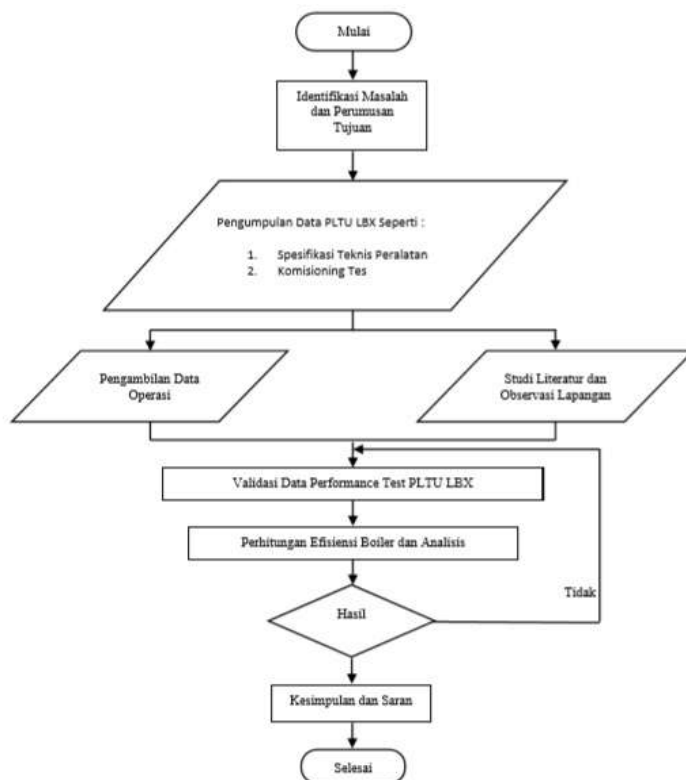 Mulai
Identifikasi Masalah
dan Perumusan
Tujuan
Pengumpulan Data PLTU LBX Seperti :
1. Spesifikasi Teknis Peralatan
2. Komisioning Tes
Pengambilan Data
Operasi
Studi Literatur dan
Observasi Lapangan
Validasi Data Performance Test PLTU LBX
Perhitungan Efisiensi Boiler dan Analisis
Hasil
Tidak
Kesimpulan dan Saran
Selesai